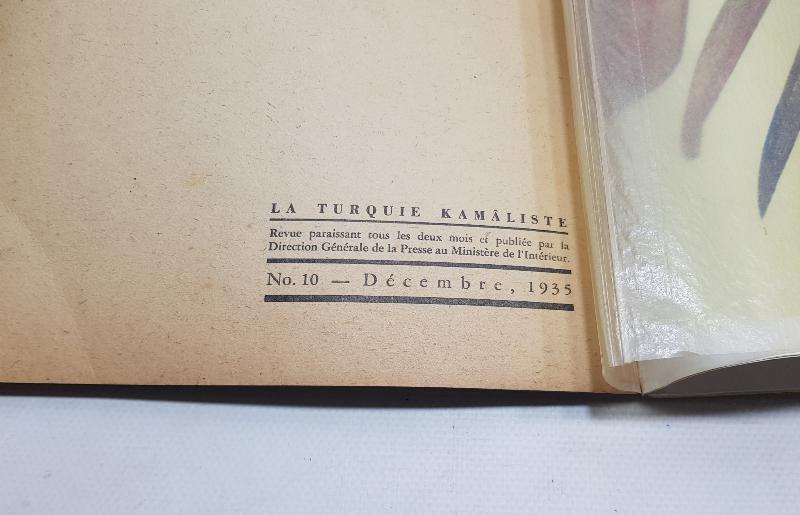 LA TURQUIE KAMÂLISTE
Revue paraissant tous les deux mois et publiée par la
Direction Générale de la Presse au Ministère de l'Intérieur.
No. 10 — Décembre, 1935